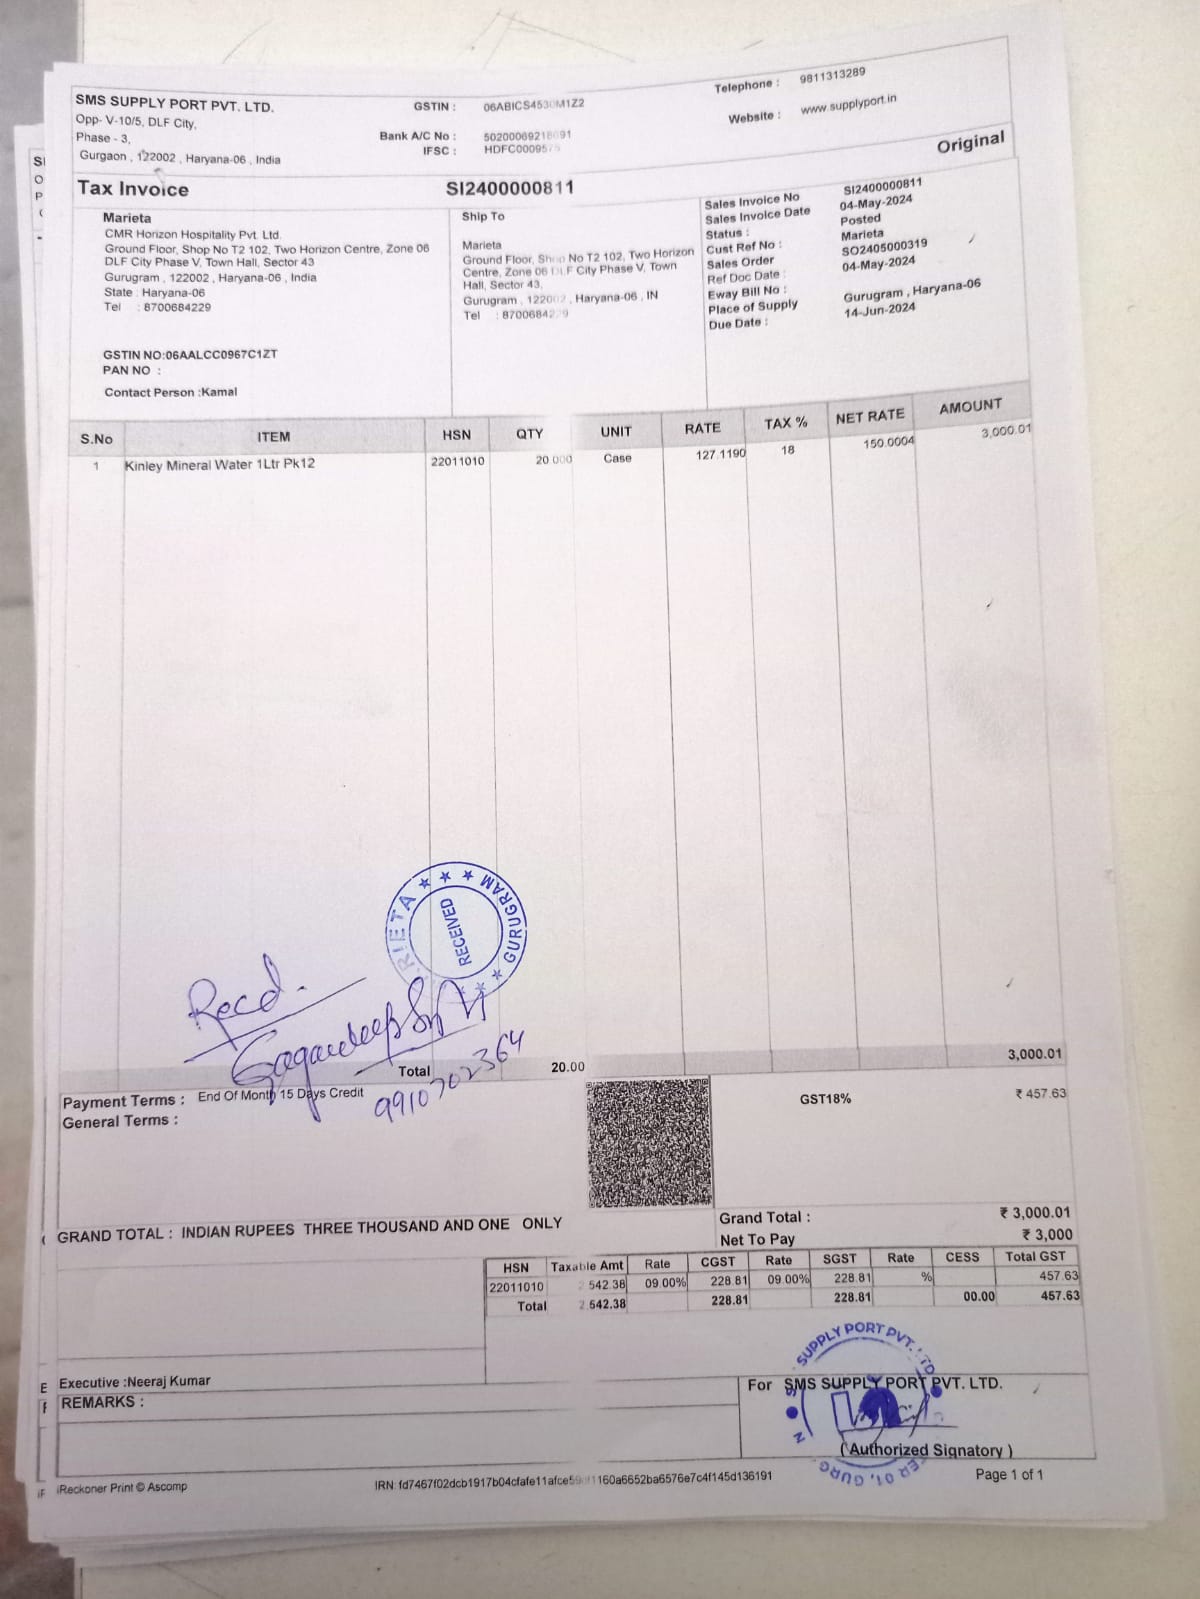 SMS SUPPLY PORT PVT. LTD.
Opp- V-10/5, DLF City,
Phase - 3,
Gurgaon , 122002 , Haryana-06 , India
GSTIN : 06ABICS4530M1Z2
Bank A/C No :
IFSC :
Telephone : 9811313289
Website : www.supplyport.in
Original
Tax Invoice SI2400000811
Marieta
CMR Horizon Hospitality Pvt. Ltd.
Ground Floor, Shop No T2 102, Two Horizon Centre, Zone 06
DLF City Phase V, Town Hall, Sector 43
Gurugram , 122002 , Haryana-06 , India
State : Haryana-06
Tel : 8700684229
GSTIN NO:06AALCC0967C1ZT
PAN NO :
Contact Person :Kamal
Ship To
Marieta
Ground Floor, Shop No T2 102, Two Horizon
Centre, Zone 06 DLF City Phase V, Town
Hall, Sector 43,
Gurugram , 122002 , Haryana-06 , IN
Tel : 8700684229
Sales Invoice No SI2400000811
Sales Invoice Date 04-May-2024
Status : Posted
Cust Ref No : Marieta
Sales Order SO2405000319
Ref Doc Date : 04-May-2024
Eway Bill No :
Place of Supply Gurugram , Haryana-06
Due Date : 14-Jun-2024
S.No ITEM HSN QTY UNIT RATE TAX % NET RATE AMOUNT
1 Kinley Mineral Water 1Ltr Pk12 22011010 20.000 Case 127.1190 18 150.0004 3,000.01
RIETA ★ ★ ★ GURUGRAM ★ ★
RECEIVED
Recd.
Gagandeep
9910702364
Total 20.00 3,000.01
Payment Terms : End Of Month 15 Days Credit
General Terms :
GST18% ₹ 457.63
GRAND TOTAL : INDIAN RUPEES THREE THOUSAND AND ONE ONLY
Grand Total : ₹ 3,000.01
Net To Pay ₹ 3,000
HSN Taxable Amt Rate CGST Rate SGST Rate CESS Total GST
22011010 2,542.38 09.00% 228.81 09.00% 228.81 % 457.63
Total 2,542.38 228.81 228.81 00.00 457.63
Executive :Neeraj Kumar
REMARKS :
SUPPLY PORT PVT. LTD
For SMS SUPPLY PORT PVT. LTD.
( Authorized Signatory )
iReckoner Print © Ascomp
IRN:
Page 1 of 1